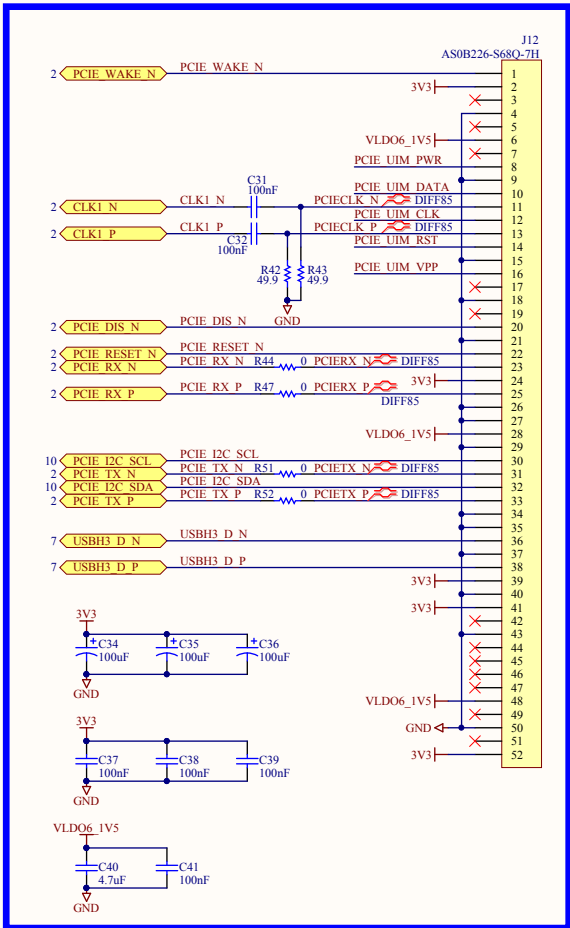 J12
AS0B226-S68Q-7H
2 PCIE_WAKE_N PCIE_WAKE_N 1
3V3 2
3
4
5
VLDO6_1V5 6
7
PCIE_UIM_PWR 8
C31
100nF
9
PCIE_UIM_DATA 10
2 CLK1_N CLK1_N PCIECLK_N DIFF85 11
PCIE_UIM_CLK 12
2 CLK1_P CLK1_P PCIECLK_P DIFF85 13
C32
100nF
PCIE_UIM_RST 14
15
R42 R43
49.9 49.9
PCIE_UIM_VPP 16
17
18
GND
19
2 PCIE_DIS_N PCIE_DIS_N 20
21
2 PCIE_RESET_N PCIE_RESET_N 22
2 PCIE_RX_N PCIE_RX_N R44 0 PCIERX_N DIFF85 23
3V3 24
2 PCIE_RX_P PCIE_RX_P R47 0 PCIERX_P DIFF85 25
26
27
VLDO6_1V5 28
29
10 PCIE_I2C_SCL PCIE_I2C_SCL 30
2 PCIE_TX_N PCIE_TX_N R51 0 PCIETX_N DIFF85 31
10 PCIE_I2C_SDA PCIE_I2C_SDA 32
2 PCIE_TX_P PCIE_TX_P R52 0 PCIETX_P DIFF85 33
34
35
7 USBH3_D_N USBH3_D_N 36
37
7 USBH3_D_P USBH3_D_P 38
3V3 39
40
3V3 41
42
43
44
45
46
47
VLDO6_1V5 48
49
GND 50
51
3V3 52
3V3
+ C34 + C35 + C36
100uF 100uF 100uF
GND
3V3
C37 C38 C39
100nF 100nF 100nF
GND
VLDO6_1V5
C40 C41
4.7uF 100nF
GND